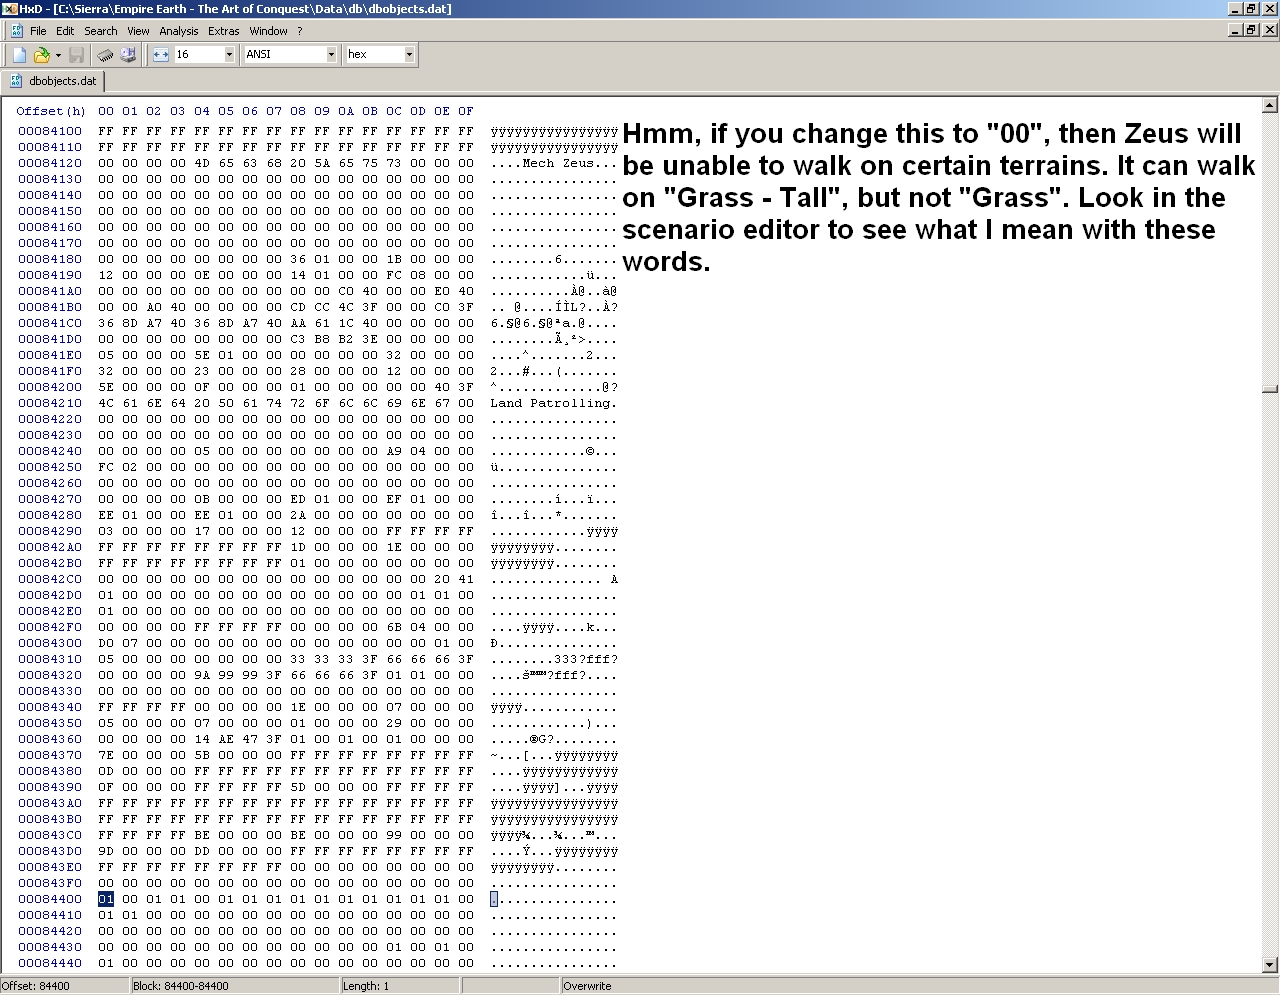 HxD - [C:\Sierra\Empire Earth - The Art of Conquest\Data\db\dbobjects.dat]
File Edit Search View Analysis Extras Window ?
16 ANSI hex
dbobjects.dat
Offset(h) 00 01 02 03 04 05 06 07 08 09 0A 0B 0C 0D 0E 0F
00084100 FF FF FF FF FF FF FF FF FF FF FF FF FF FF FF FF ÿÿÿÿÿÿÿÿÿÿÿÿÿÿÿÿ
00084110 FF FF FF FF FF FF FF FF FF FF FF FF FF FF FF FF ÿÿÿÿÿÿÿÿÿÿÿÿÿÿÿÿ
00084120 00 00 00 00 4D 65 63 68 20 5A 65 75 73 00 00 00 ....Mech Zeus...
00084130 00 00 00 00 00 00 00 00 00 00 00 00 00 00 00 00 ................
00084140 00 00 00 00 00 00 00 00 00 00 00 00 00 00 00 00 ................
00084150 00 00 00 00 00 00 00 00 00 00 00 00 00 00 00 00 ................
00084160 00 00 00 00 00 00 00 00 00 00 00 00 00 00 00 00 ................
00084170 00 00 00 00 00 00 00 00 00 00 00 00 00 00 00 00 ................
00084180 00 00 00 00 00 00 00 00 36 01 00 00 1B 00 00 00 ........6.......
00084190 12 00 00 00 0E 00 00 00 14 01 00 00 FC 08 00 00 ............ü...
000841A0 00 00 00 00 00 00 00 00 00 00 C0 40 00 00 E0 40 ..........À@..à@
000841B0 00 00 A0 40 00 00 00 00 CD CC 4C 3F 00 00 C0 3F .. @....ÍÌL?..À?
000841C0 36 8D A7 40 36 8D A7 40 AA 61 1C 40 00 00 00 00 6.§@6.§@ªa.@....
000841D0 00 00 00 00 00 00 00 00 C3 B8 B2 3E 00 00 00 00 ........Ã¸²>....
000841E0 05 00 00 00 5E 01 00 00 00 00 00 00 32 00 00 00 ....^.......2...
000841F0 32 00 00 00 23 00 00 00 28 00 00 00 12 00 00 00 2...#...(.......
00084200 5E 00 00 00 0F 00 00 00 01 00 00 00 00 00 40 3F ^.............@?
00084210 4C 61 6E 64 20 50 61 74 72 6F 6C 6C 69 6E 67 00 Land Patrolling.
00084220 00 00 00 00 00 00 00 00 00 00 00 00 00 00 00 00 ................
00084230 00 00 00 00 00 00 00 00 00 00 00 00 00 00 00 00 ................
00084240 00 00 00 00 05 00 00 00 00 00 00 00 A9 04 00 00 ............©...
00084250 FC 02 00 00 00 00 00 00 00 00 00 00 00 00 00 00 ü...............
00084260 00 00 00 00 00 00 00 00 00 00 00 00 00 00 00 00 ................
00084270 00 00 00 00 0B 00 00 00 ED 01 00 00 EF 01 00 00 ........í...ï...
00084280 EE 01 00 00 EE 01 00 00 2A 00 00 00 00 00 00 00 î...î...*.......
00084290 03 00 00 00 17 00 00 00 12 00 00 00 FF FF FF FF ............ÿÿÿÿ
000842A0 FF FF FF FF FF FF FF FF 1D 00 00 00 1E 00 00 00 ÿÿÿÿÿÿÿÿ........
000842B0 FF FF FF FF FF FF FF FF 01 00 00 00 00 00 00 00 ÿÿÿÿÿÿÿÿ........
000842C0 00 00 00 00 00 00 00 00 00 00 00 00 00 00 20 41 .............. A
000842D0 01 00 00 00 00 00 00 00 00 00 00 00 00 01 01 00 ................
000842E0 01 00 00 00 00 00 00 00 00 00 00 00 00 00 00 00 ................
000842F0 00 00 00 00 FF FF FF FF 00 00 00 00 6B 04 00 00 ....ÿÿÿÿ....k...
00084300 D0 07 00 00 00 00 00 00 00 00 00 00 00 00 01 00 Ð...............
00084310 05 00 00 00 00 00 00 00 33 33 33 3F 66 66 66 3F ........333?fff?
00084320 00 00 00 00 9A 99 99 3F 66 66 66 3F 01 01 00 00 ....š™™?fff?....
00084330 00 00 00 00 00 00 00 00 00 00 00 00 00 00 00 00 ................
00084340 FF FF FF FF 00 00 00 00 1E 00 00 00 07 00 00 00 ÿÿÿÿ............
00084350 05 00 00 00 07 00 00 00 01 00 00 00 29 00 00 00 ............)...
00084360 00 00 00 00 14 AE 47 3F 01 00 01 00 01 00 00 00 .....®G?........
00084370 7E 00 00 00 5B 00 00 00 FF FF FF FF FF FF FF FF ~...[...ÿÿÿÿÿÿÿÿ
00084380 0D 00 00 00 FF FF FF FF FF FF FF FF FF FF FF FF ....ÿÿÿÿÿÿÿÿÿÿÿÿ
00084390 0F 00 00 00 FF FF FF FF 5D 00 00 00 FF FF FF FF ....ÿÿÿÿ]...ÿÿÿÿ
000843A0 FF FF FF FF FF FF FF FF FF FF FF FF FF FF FF FF ÿÿÿÿÿÿÿÿÿÿÿÿÿÿÿÿ
000843B0 FF FF FF FF FF FF FF FF FF FF FF FF FF FF FF FF ÿÿÿÿÿÿÿÿÿÿÿÿÿÿÿÿ
000843C0 FF FF FF FF BE 00 00 00 BE 00 00 00 99 00 00 00 ÿÿÿÿ¾...¾...™...
000843D0 9D 00 00 00 DD 00 00 00 FF FF FF FF FF FF FF FF ....Ý...ÿÿÿÿÿÿÿÿ
000843E0 FF FF FF FF FF FF FF FF 00 00 00 00 00 00 00 00 ÿÿÿÿÿÿÿÿ........
000843F0 00 00 00 00 00 00 00 00 00 00 00 00 00 00 00 00 ................
00084400 01 00 01 01 00 01 01 01 01 01 01 01 01 01 01 00 ................
00084410 01 01 00 00 00 00 00 00 00 00 00 00 00 00 00 00 ................
00084420 00 00 00 00 00 00 00 00 00 00 00 00 00 00 00 00 ................
00084430 00 00 00 00 00 00 00 00 00 00 00 00 01 00 01 00 ................
00084440 01 00 00 00 00 00 00 00 00 00 00 00 00 00 00 00 ................
Hmm, if you change this to "00", then Zeus will
be unable to walk on certain terrains. It can walk
on "Grass - Tall", but not "Grass". Look in the
scenario editor to see what I mean with these
words.
Offset: 84400 Block: 84400-84400 Length: 1 Overwrite